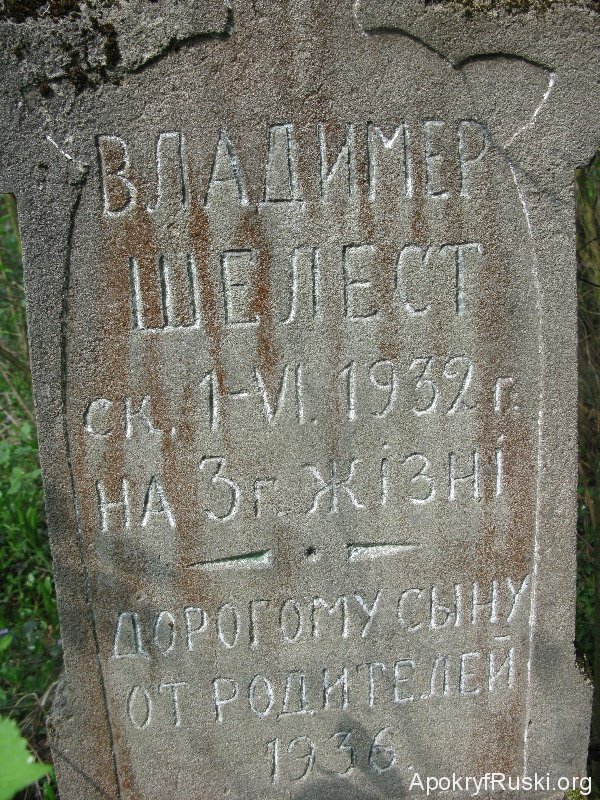 ВЛАДИМЕР
ШЕЛЕСТ
ск. 1-VI. 1932 г.
НА 3 г. жізні
ДОРОГОМУ СЫНУ
ОТ РОДИТЕЛЕЙ
1936.
ApokryfRuski.org